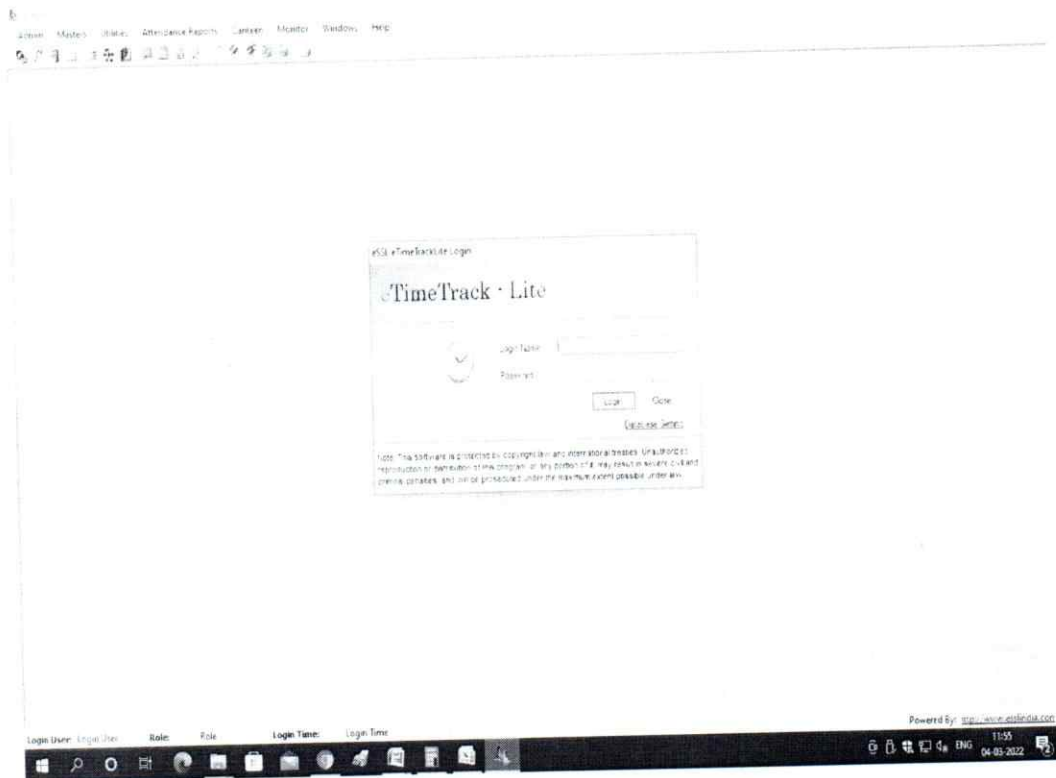 Admin Masters Utilities Attendance Reports Canteen Monitor Windows Help
eSSL eTimeTrackLite Login
eTimeTrack · Lite
Login Name
Password
Login Close
Database Setting
Note: This software is protected by copyright law and international treaties. Unauthorized
reproduction or distribution of this program, or any portion of it, may result in severe civil and
criminal penalties, and will be prosecuted under the maximum extent possible under law.
Powered By:
Login User: Login User Role: Role Login Time: Login Time
ENG 11:55
04-03-2022